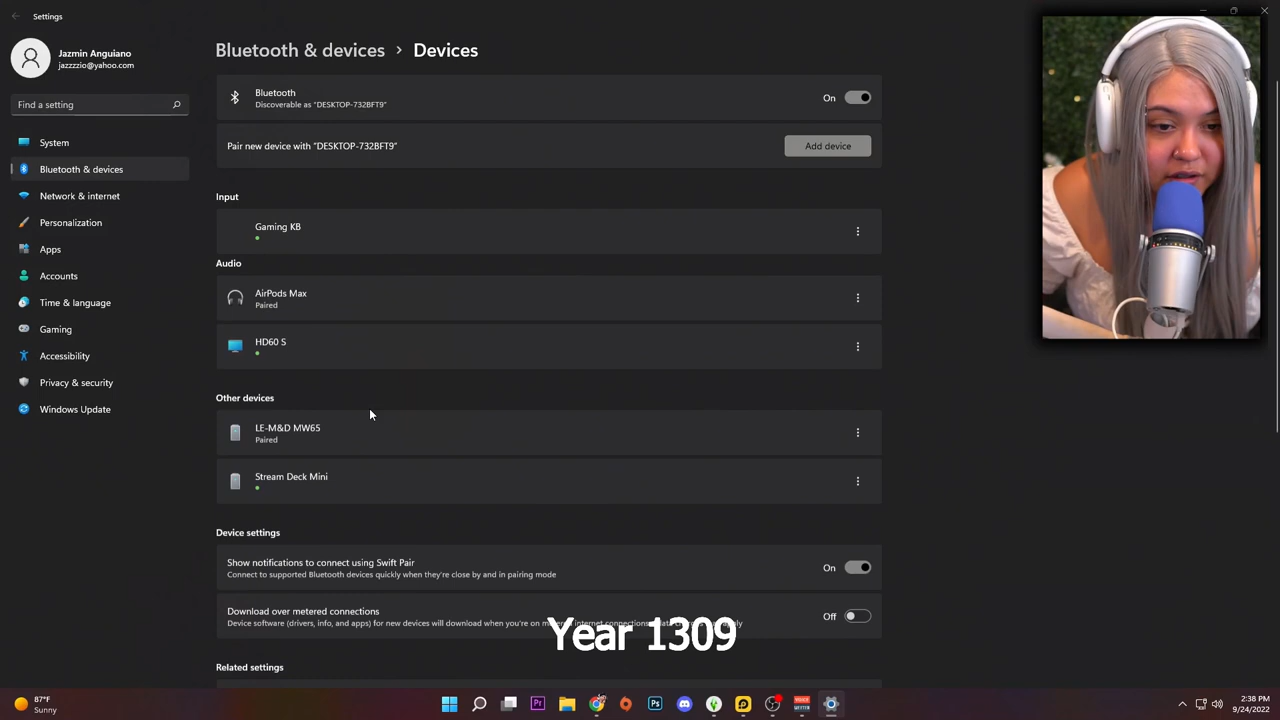 Settings
Jazmin Anguiano
jazzzzio@yahoo.com
Find a setting
System
Bluetooth & devices
Network & internet
Personalization
Apps
Accounts
Time & language
Gaming
Accessibility
Privacy & security
Windows Update
Bluetooth & devices > Devices
Bluetooth
Discoverable as "DESKTOP-732BFT9"
On
Pair new device with "DESKTOP-732BFT9"
Add device
Input
Gaming KB
Audio
AirPods Max
Paired
HD60 S
Other devices
LE-M&D MW65
Paired
Stream Deck Mini
Device settings
Show notifications to connect using Swift Pair
Connect to supported Bluetooth devices quickly when they're close by and in pairing mode
On
Download over metered connections
Device software (drivers, info, and apps) for new devices will download when you're on
Off
Year 1309
Related settings
87°F
Sunny
Pr
Ps
2:38 PM
9/24/2022